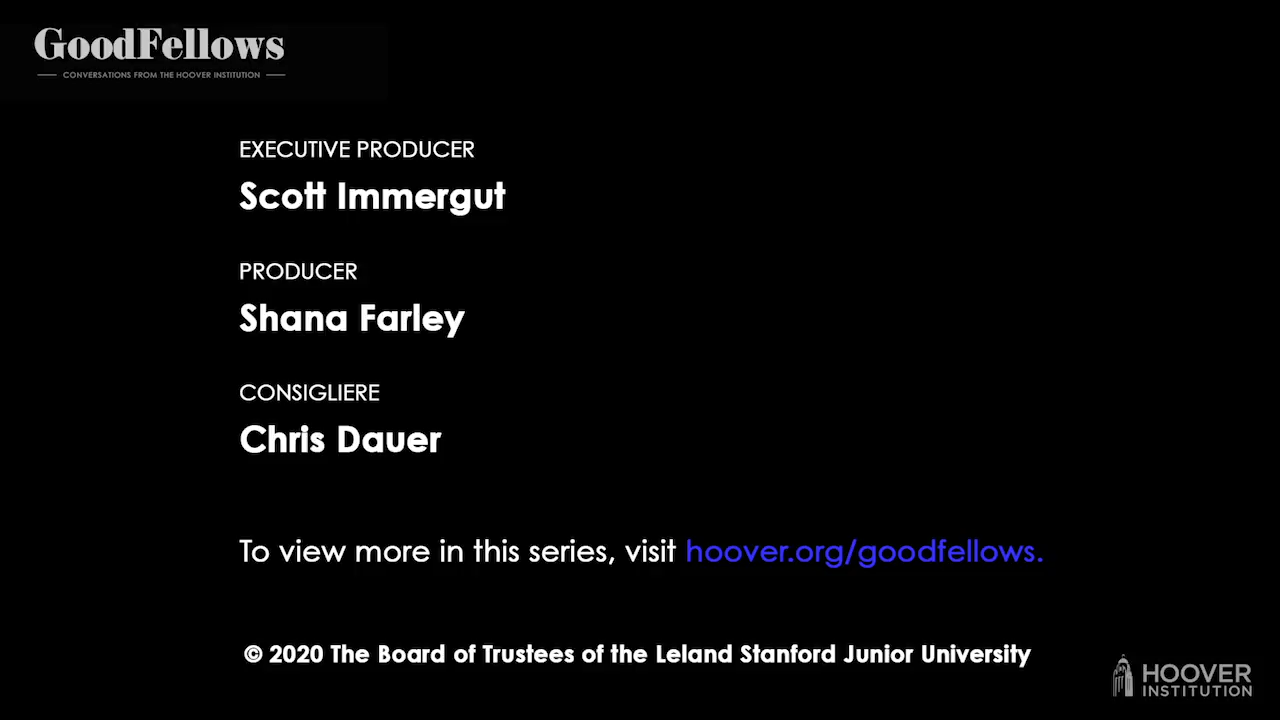 GoodFellows
CONVERSATIONS FROM THE HOOVER INSTITUTION
EXECUTIVE PRODUCER
Scott Immergut
PRODUCER
Shana Farley
CONSIGLIERE
Chris Dauer
To view more in this series, visit hoover.org/goodfellows.
© 2020 The Board of Trustees of the Leland Stanford Junior University
HOOVER
INSTITUTION